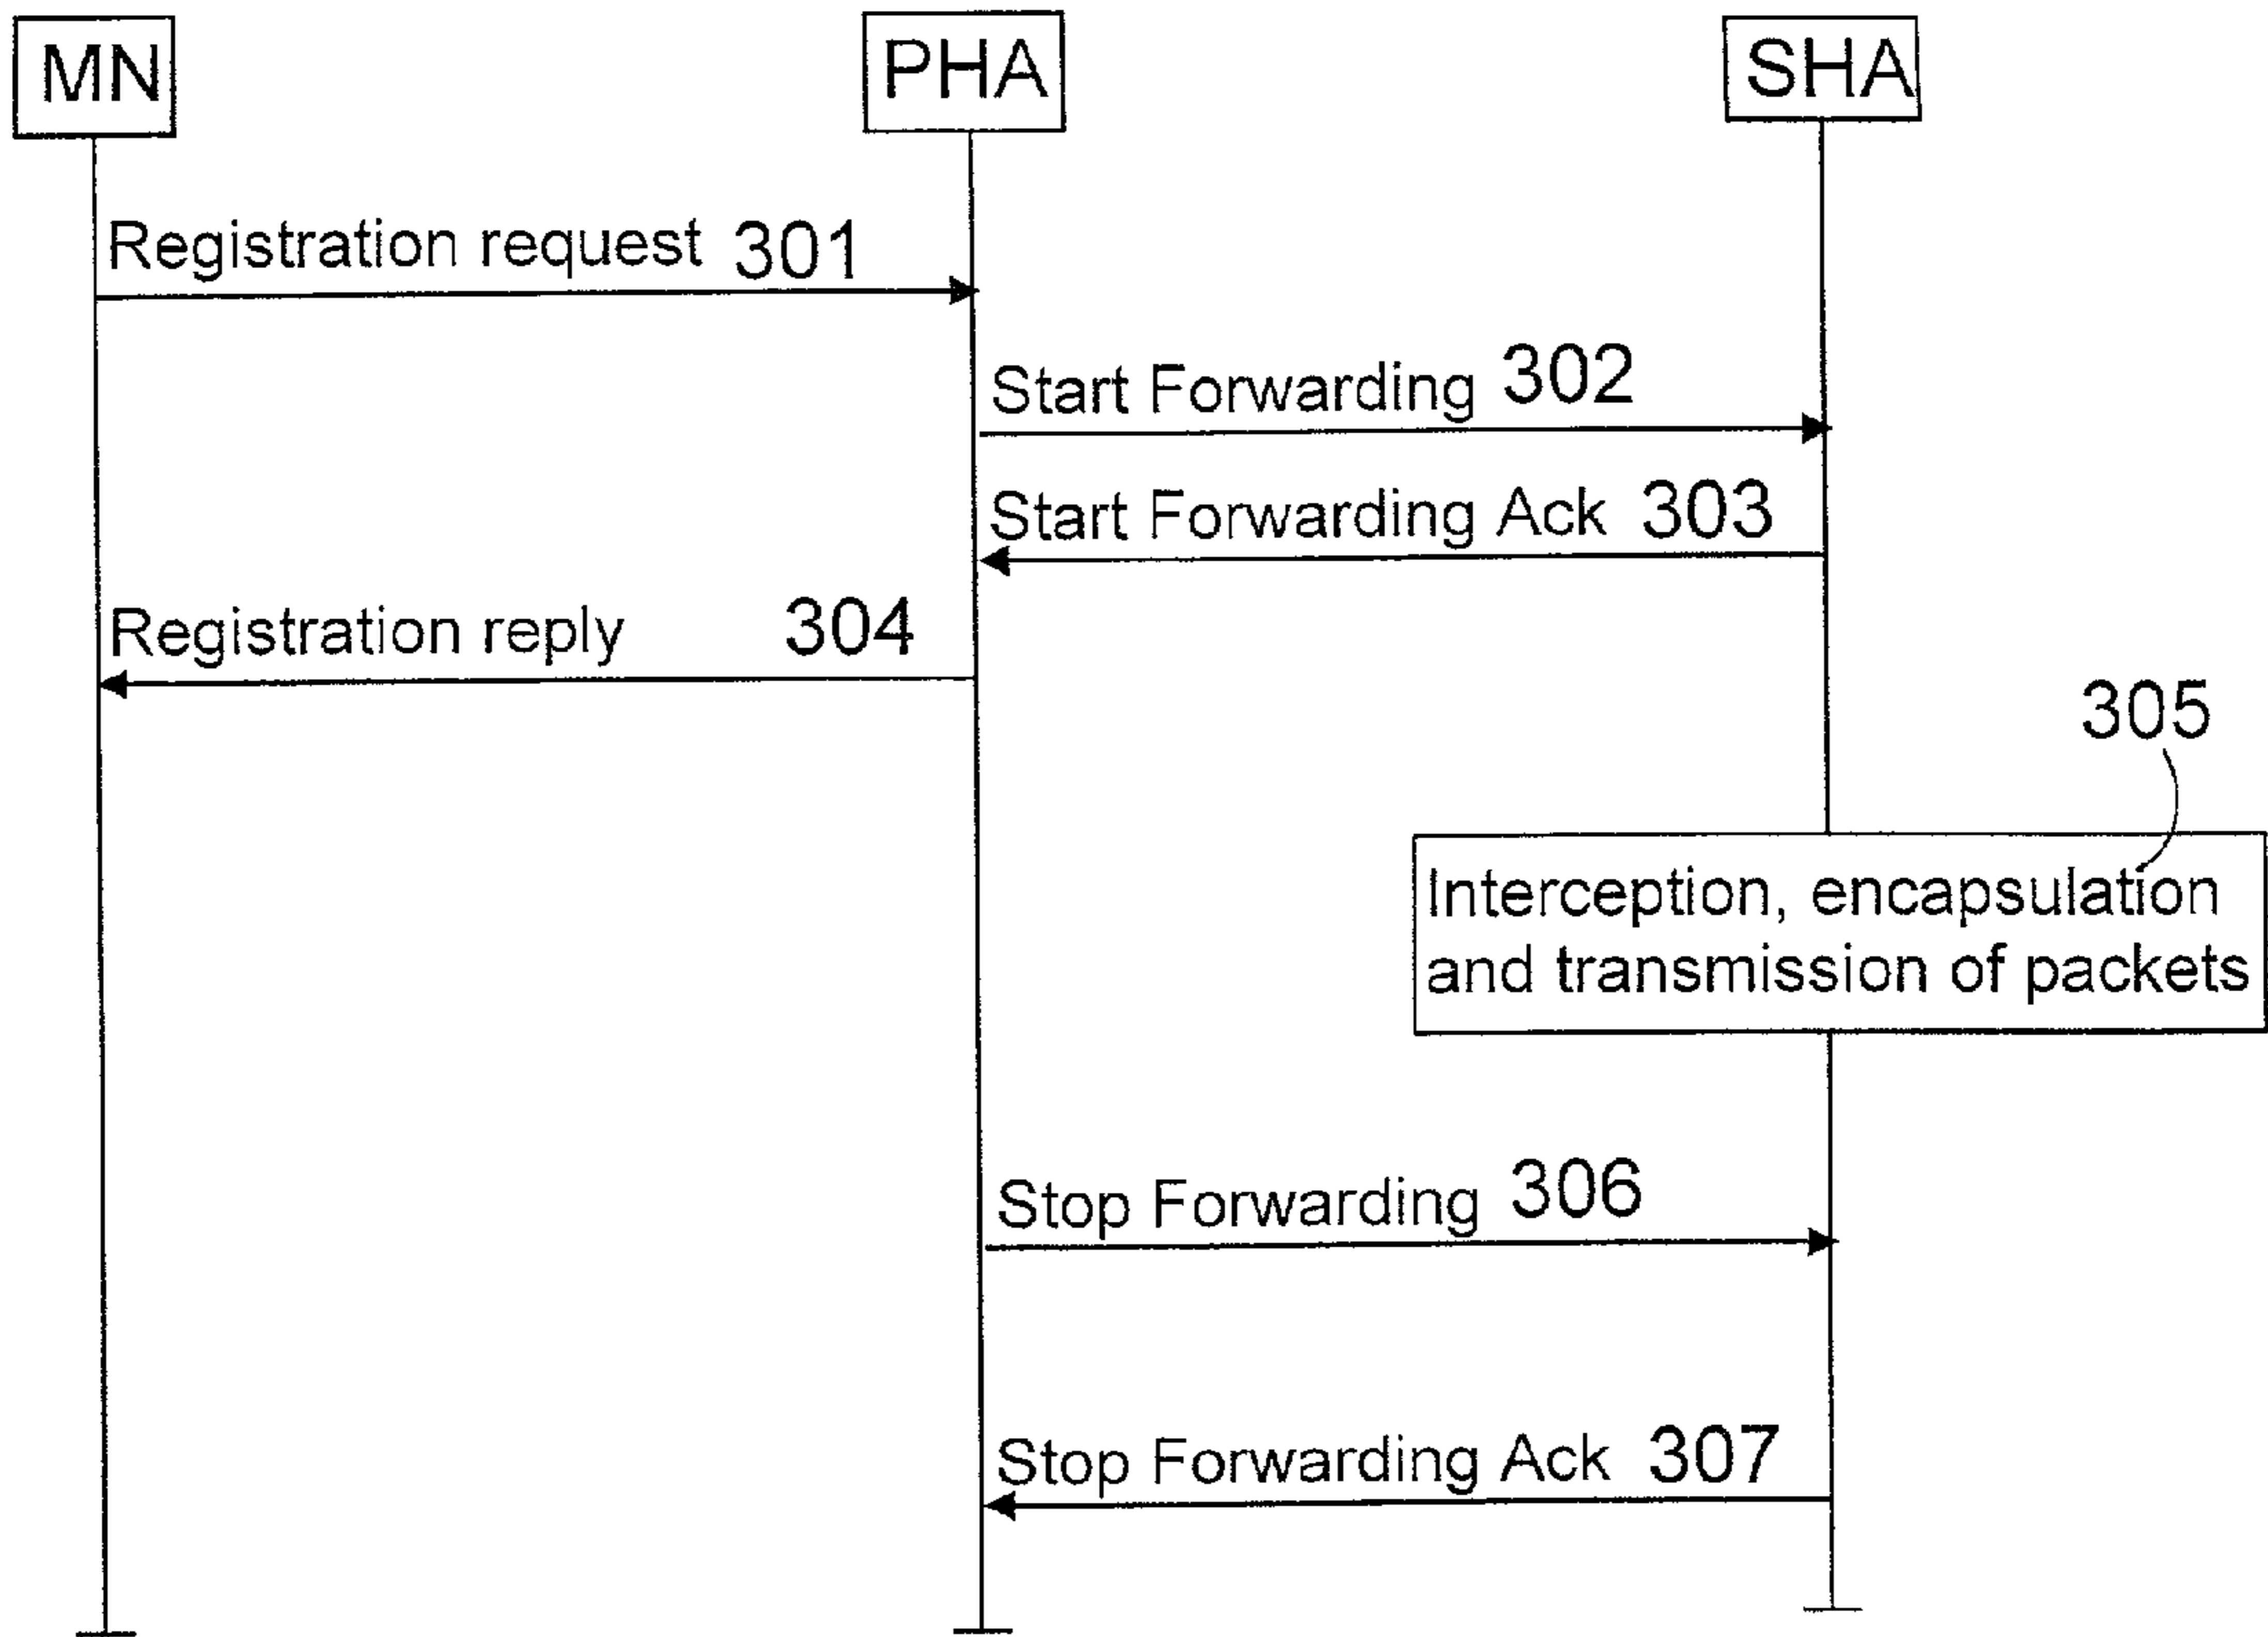 MN
PHA
SHA
Registration request 301
Start Forwarding 302
Start Forwarding Ack 303
Registration reply 304
305
Interception, encapsulation
and transmission of packets
Stop Forwarding 306
Stop Forwarding Ack 307